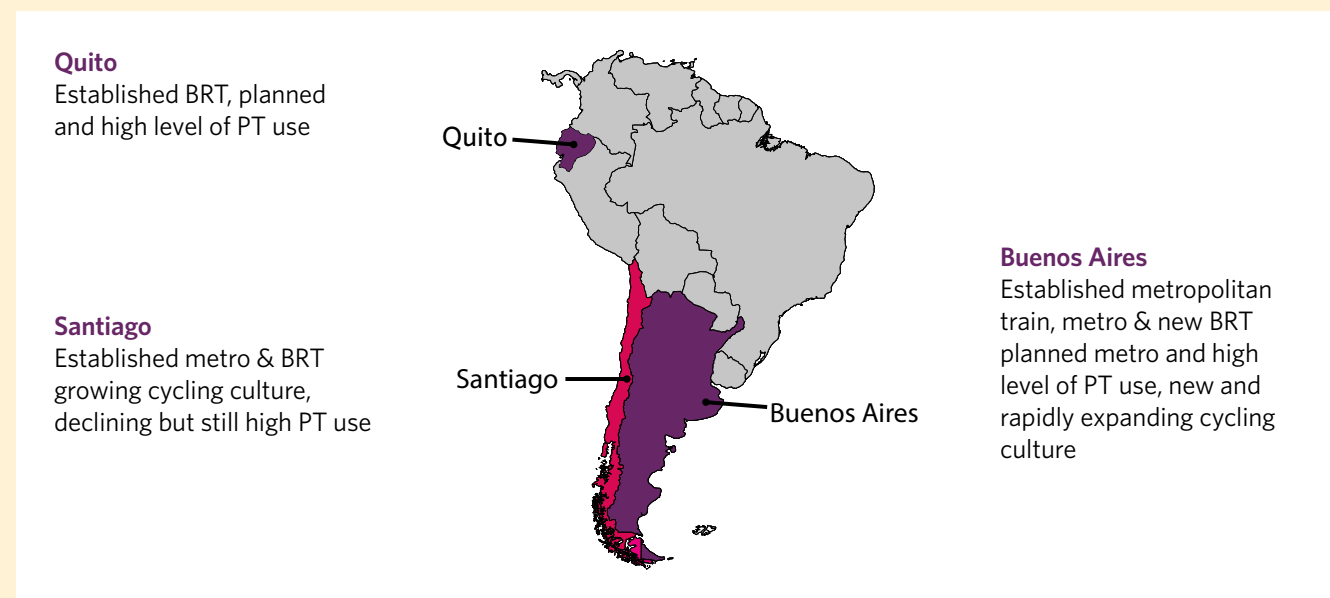 Quito
Established BRT, planned
and high level of PT use
Quito
Santiago
Established metro & BRT
growing cycling culture,
declining but still high PT use
Santiago
Buenos Aires
Buenos Aires
Established metropolitan
train, metro & new BRT
planned metro and high
level of PT use, new and
rapidly expanding cycling
culture